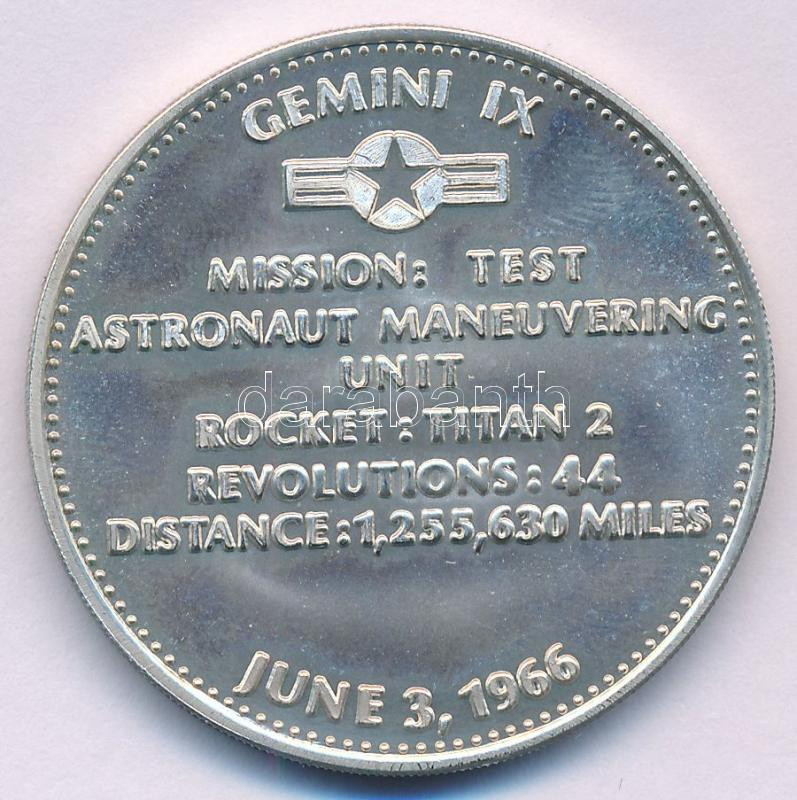 GEMINI IX
MISSION: TEST
ASTRONAUT MANEUVERING
UNIT
darabanth
ROCKET: TITAN 2
REVOLUTIONS: 44
DISTANCE: 1,255,630 MILES
JUNE 3, 1966